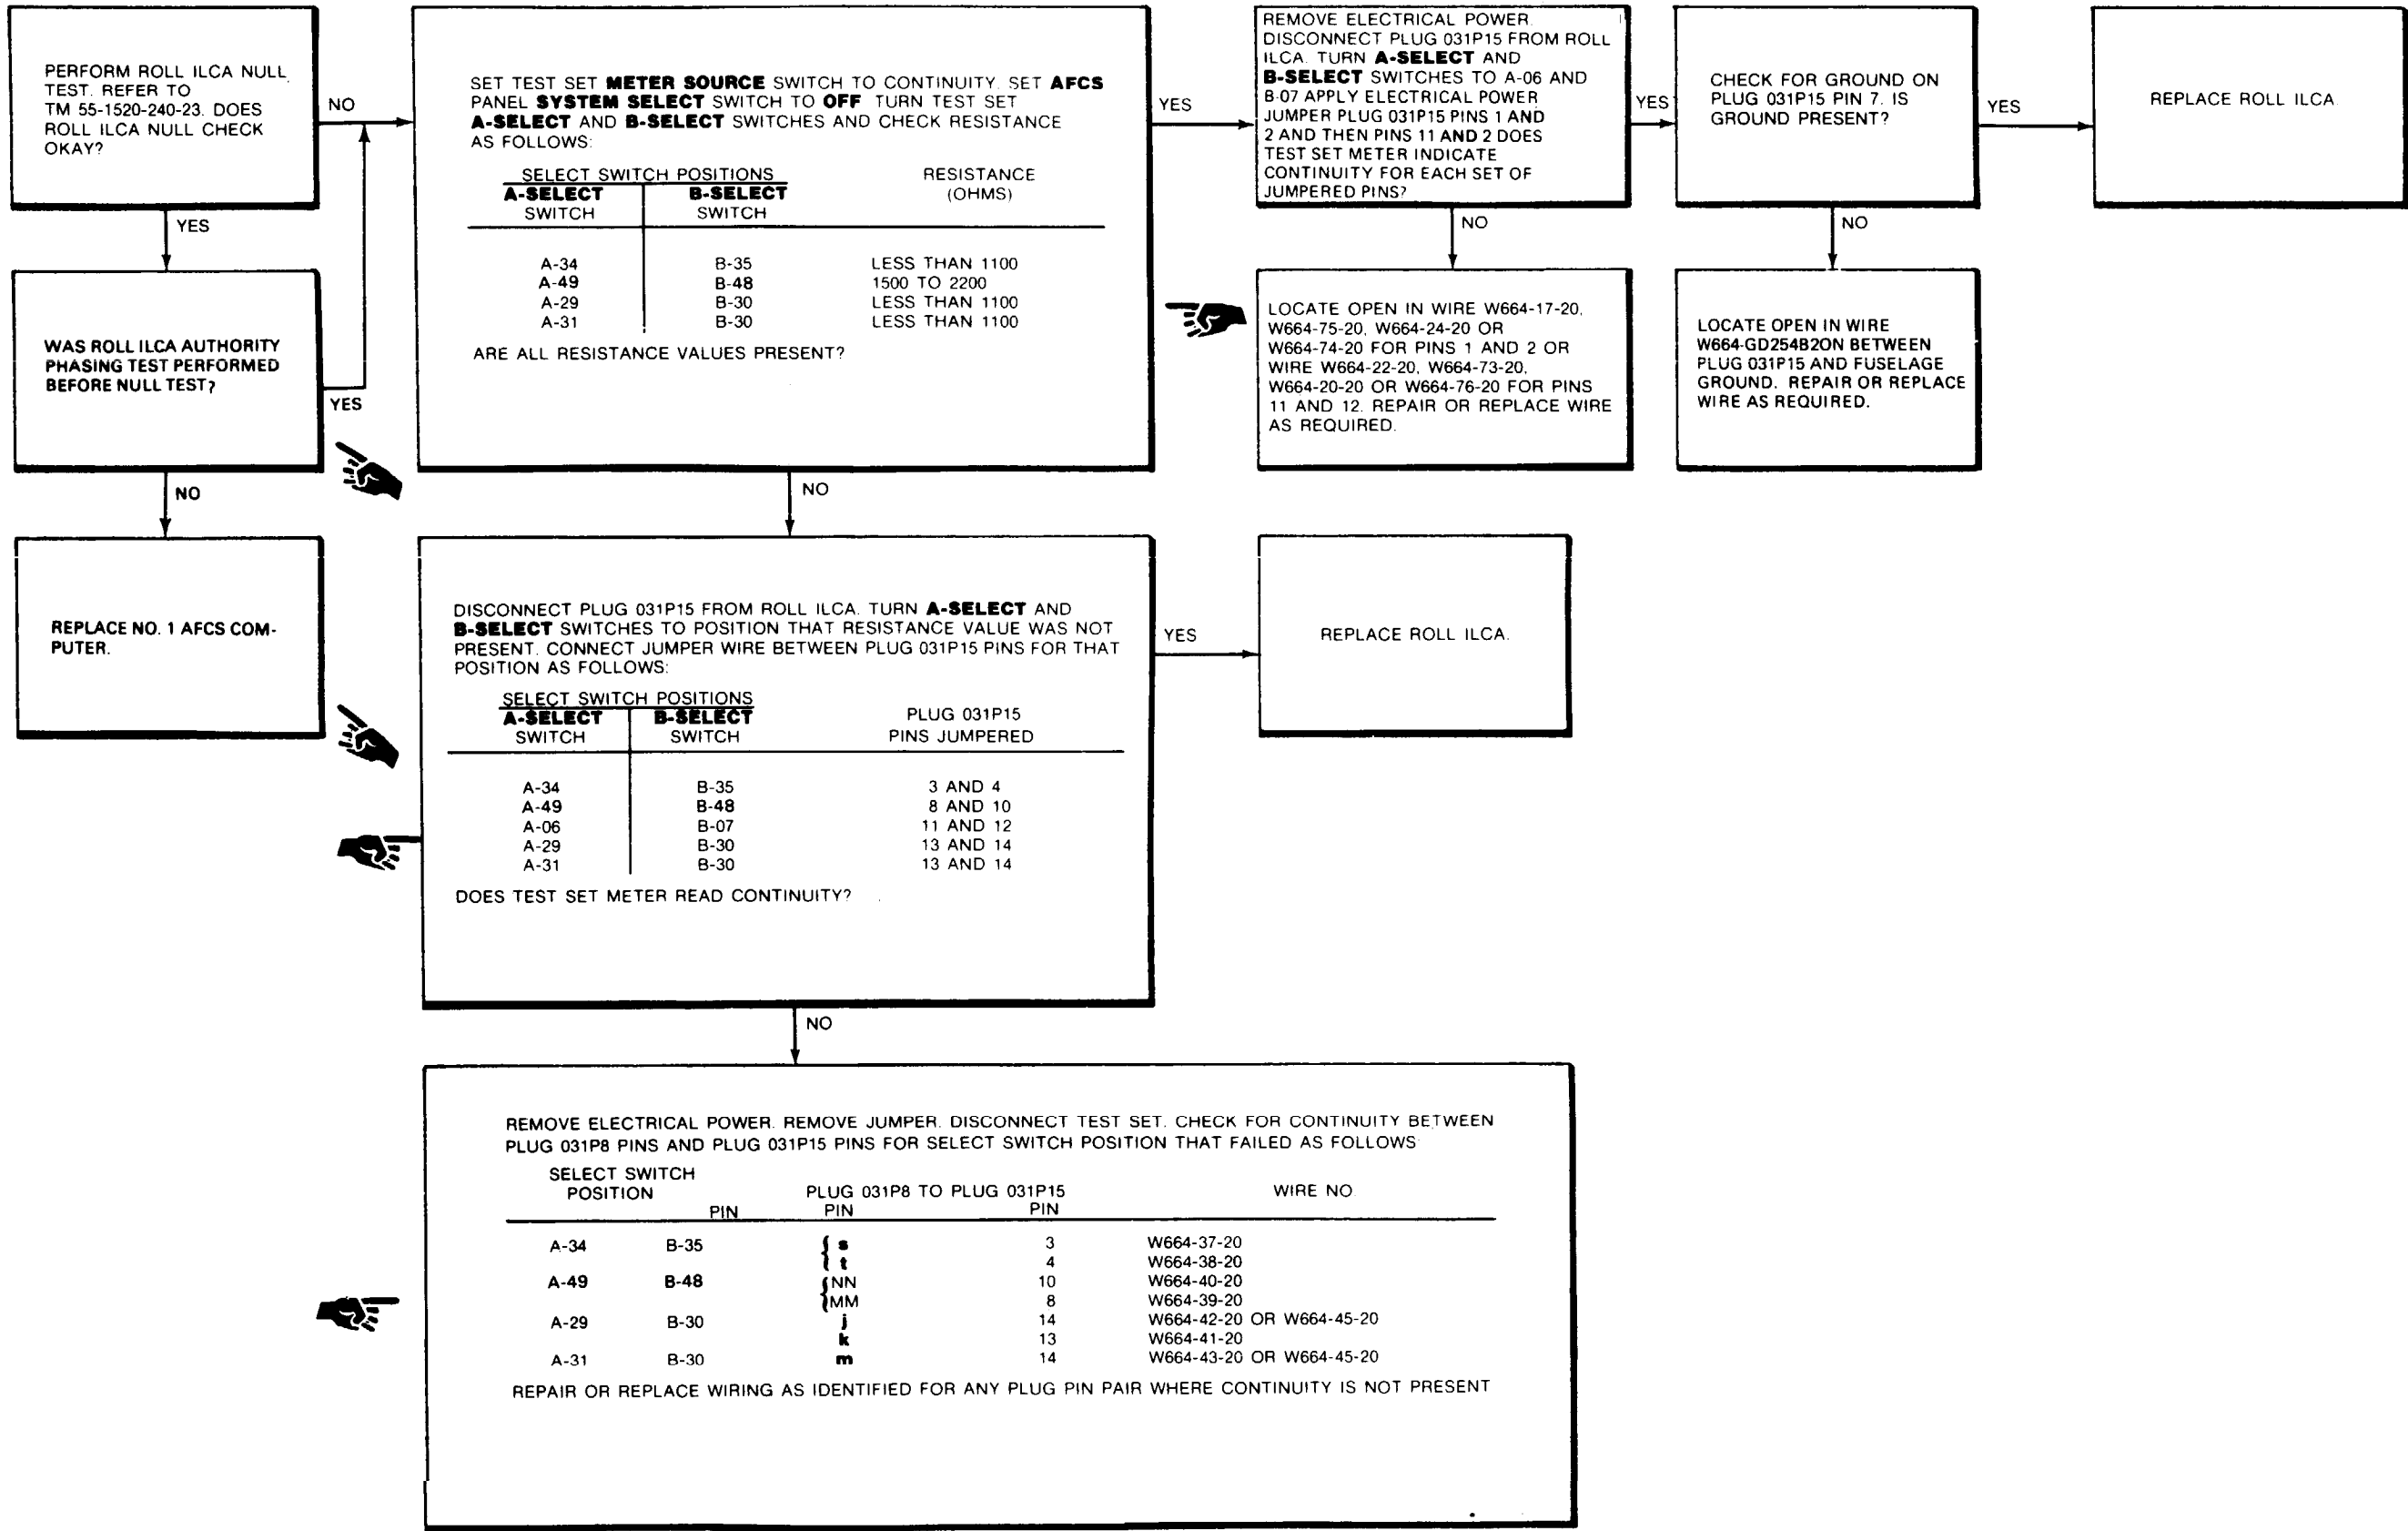 PERFORM ROLL ILCA NULL
TEST. REFER TO
TM 55-1520-240-23. DOES
ROLL ILCA NULL CHECK
OKAY?
NO
YES
WAS ROLL ILCA AUTHORITY
PHASING TEST PERFORMED
BEFORE NULL TEST?
YES
NO
REPLACE NO. 1 AFCS COM-
PUTER.
SET TEST SET METER SOURCE SWITCH TO CONTINUITY. SET AFCS
PANEL SYSTEM SELECT SWITCH TO OFF TURN TEST SET
A-SELECT AND B-SELECT SWITCHES AND CHECK RESISTANCE
AS FOLLOWS:
SELECT SWITCH POSITIONS RESISTANCE
A-SELECT B-SELECT (OHMS)
SWITCH SWITCH
A-34 B-35 LESS THAN 1100
A-49 B-48 1500 TO 2200
A-29 B-30 LESS THAN 1100
A-31 B-30 LESS THAN 1100
ARE ALL RESISTANCE VALUES PRESENT?
YES
NO
REMOVE ELECTRICAL POWER.
DISCONNECT PLUG 031P15 FROM ROLL
ILCA. TURN A-SELECT AND
B-SELECT SWITCHES TO A-06 AND
B-07 APPLY ELECTRICAL POWER
JUMPER PLUG 031P15 PINS 1 AND
2 AND THEN PINS 11 AND 2 DOES
TEST SET METER INDICATE
CONTINUITY FOR EACH SET OF
JUMPERED PINS?
YES
NO
LOCATE OPEN IN WIRE W664-17-20,
W664-75-20, W664-24-20 OR
W664-74-20 FOR PINS 1 AND 2 OR
WIRE W664-22-20, W664-73-20,
W664-20-20 OR W664-76-20 FOR PINS
11 AND 12. REPAIR OR REPLACE WIRE
AS REQUIRED.
CHECK FOR GROUND ON
PLUG 031P15 PIN 7. IS
GROUND PRESENT?
YES
NO
REPLACE ROLL ILCA.
LOCATE OPEN IN WIRE
W664-GD254B2ON BETWEEN
PLUG 031P15 AND FUSELAGE
GROUND. REPAIR OR REPLACE
WIRE AS REQUIRED.
DISCONNECT PLUG 031P15 FROM ROLL ILCA. TURN A-SELECT AND
B-SELECT SWITCHES TO POSITION THAT RESISTANCE VALUE WAS NOT
PRESENT. CONNECT JUMPER WIRE BETWEEN PLUG 031P15 PINS FOR THAT
POSITION AS FOLLOWS:
SELECT SWITCH POSITIONS
A-SELECT B-SELECT PLUG 031P15
SWITCH SWITCH PINS JUMPERED
A-34 B-35 3 AND 4
A-49 B-48 8 AND 10
A-06 B-07 11 AND 12
A-29 B-30 13 AND 14
A-31 B-30 13 AND 14
DOES TEST SET METER READ CONTINUITY?
YES
REPLACE ROLL ILCA.
NO
REMOVE ELECTRICAL POWER. REMOVE JUMPER. DISCONNECT TEST SET. CHECK FOR CONTINUITY BETWEEN
PLUG 031P8 PINS AND PLUG 031P15 PINS FOR SELECT SWITCH POSITION THAT FAILED AS FOLLOWS:
SELECT SWITCH
POSITION PLUG 031P8 TO PLUG 031P15 WIRE NO.
PIN PIN PIN
A-34 B-35 { s 3 W664-37-20
{ t 4 W664-38-20
A-49 B-48 { NN 10 W664-40-20
{ MM 8 W664-39-20
A-29 B-30 j 14 W664-42-20 OR W664-45-20
k 13 W664-41-20
A-31 B-30 m 14 W664-43-20 OR W664-45-20
REPAIR OR REPLACE WIRING AS IDENTIFIED FOR ANY PLUG PIN PAIR WHERE CONTINUITY IS NOT PRESENT